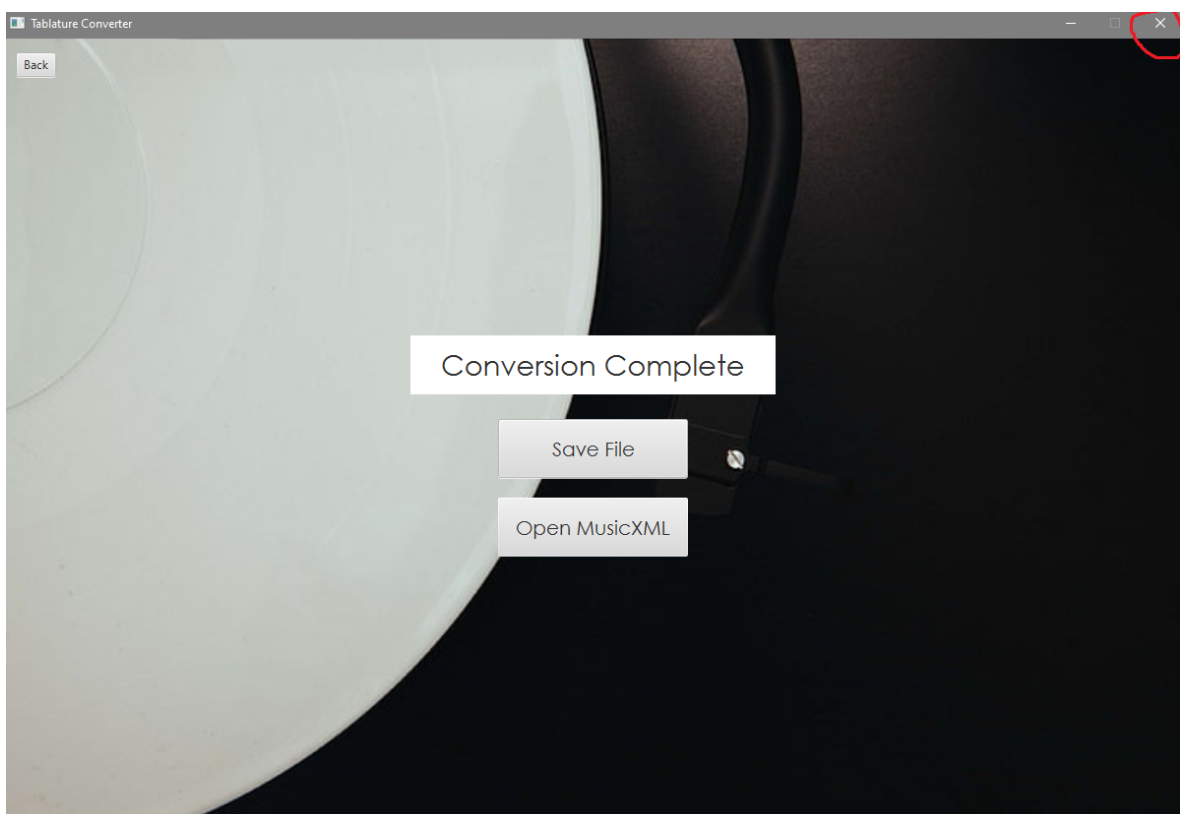 Tablature Converter
Back
Conversion Complete
Save File
Open MusicXML